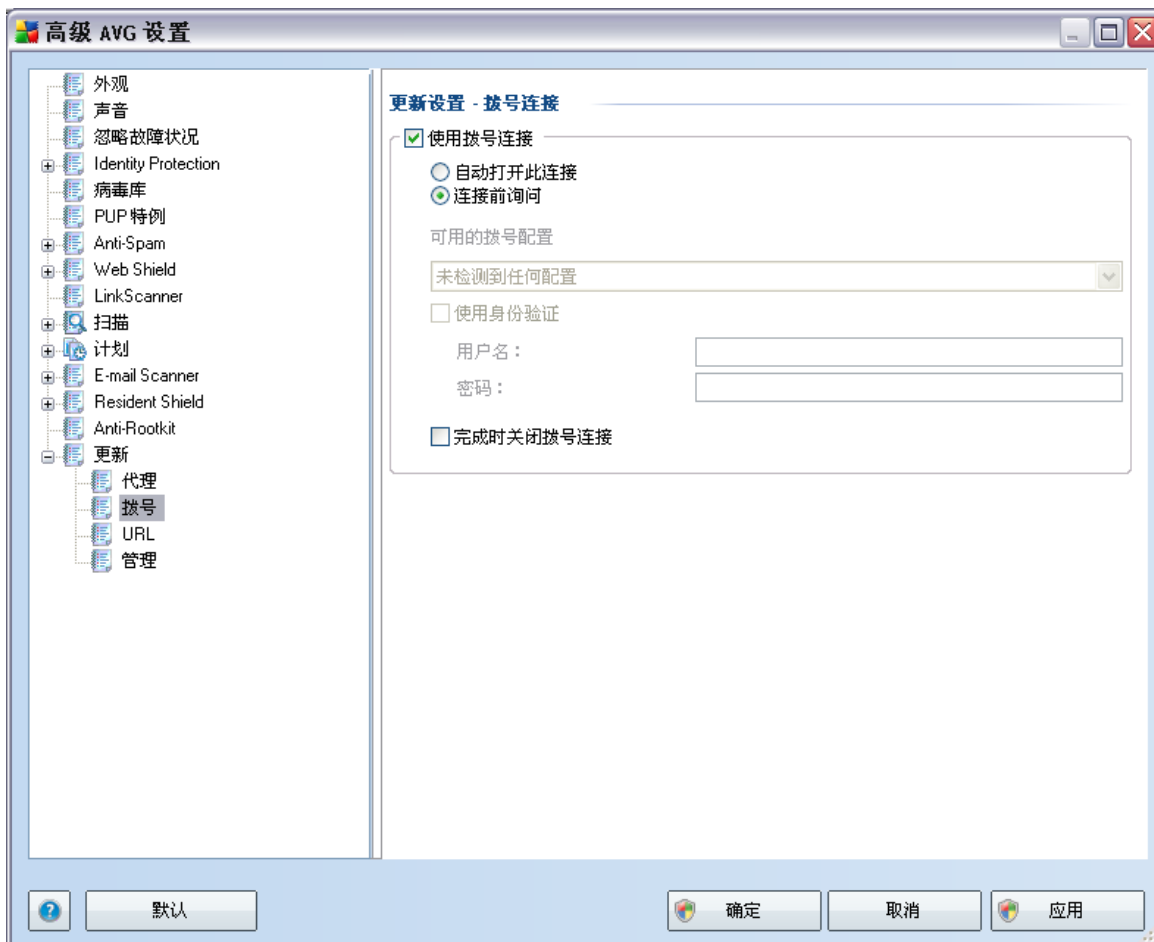 高级 AVG 设置
外观
声音
忽略故障状况
Identity Protection
病毒库
PUP 特例
Anti-Spam
Web Shield
LinkScanner
扫描
计划
E-mail Scanner
Resident Shield
Anti-Rootkit
更新
代理
拨号
URL
管理
更新设置 - 拨号连接
使用拨号连接
自动打开此连接
连接前询问
可用的拨号配置
未检测到任何配置
使用身份验证
用户名：
密码：
完成时关闭拨号连接
默认
确定
取消
应用